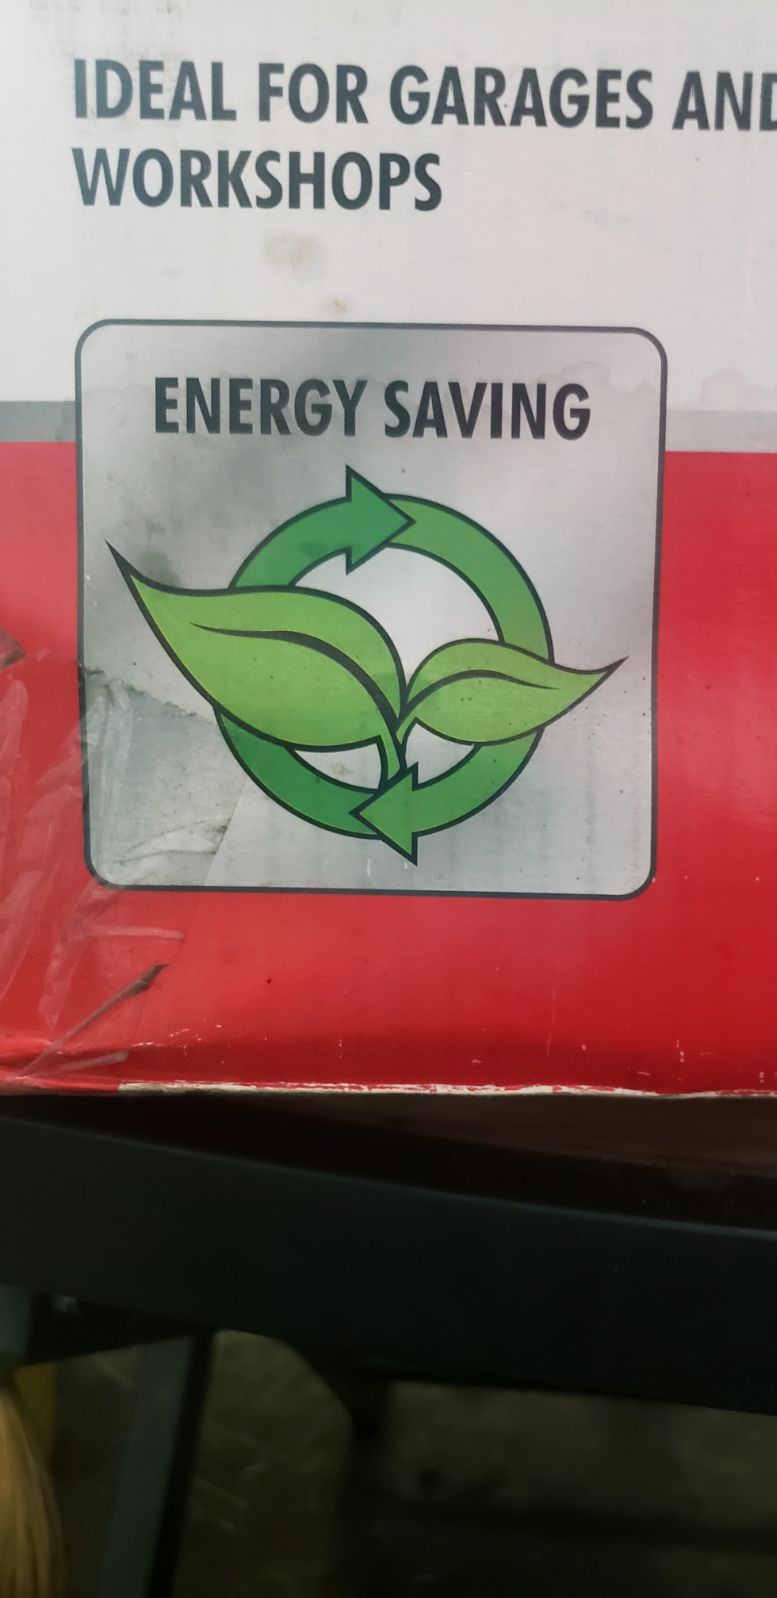 IDEAL FOR GARAGES AND
WORKSHOPS
ENERGY SAVING